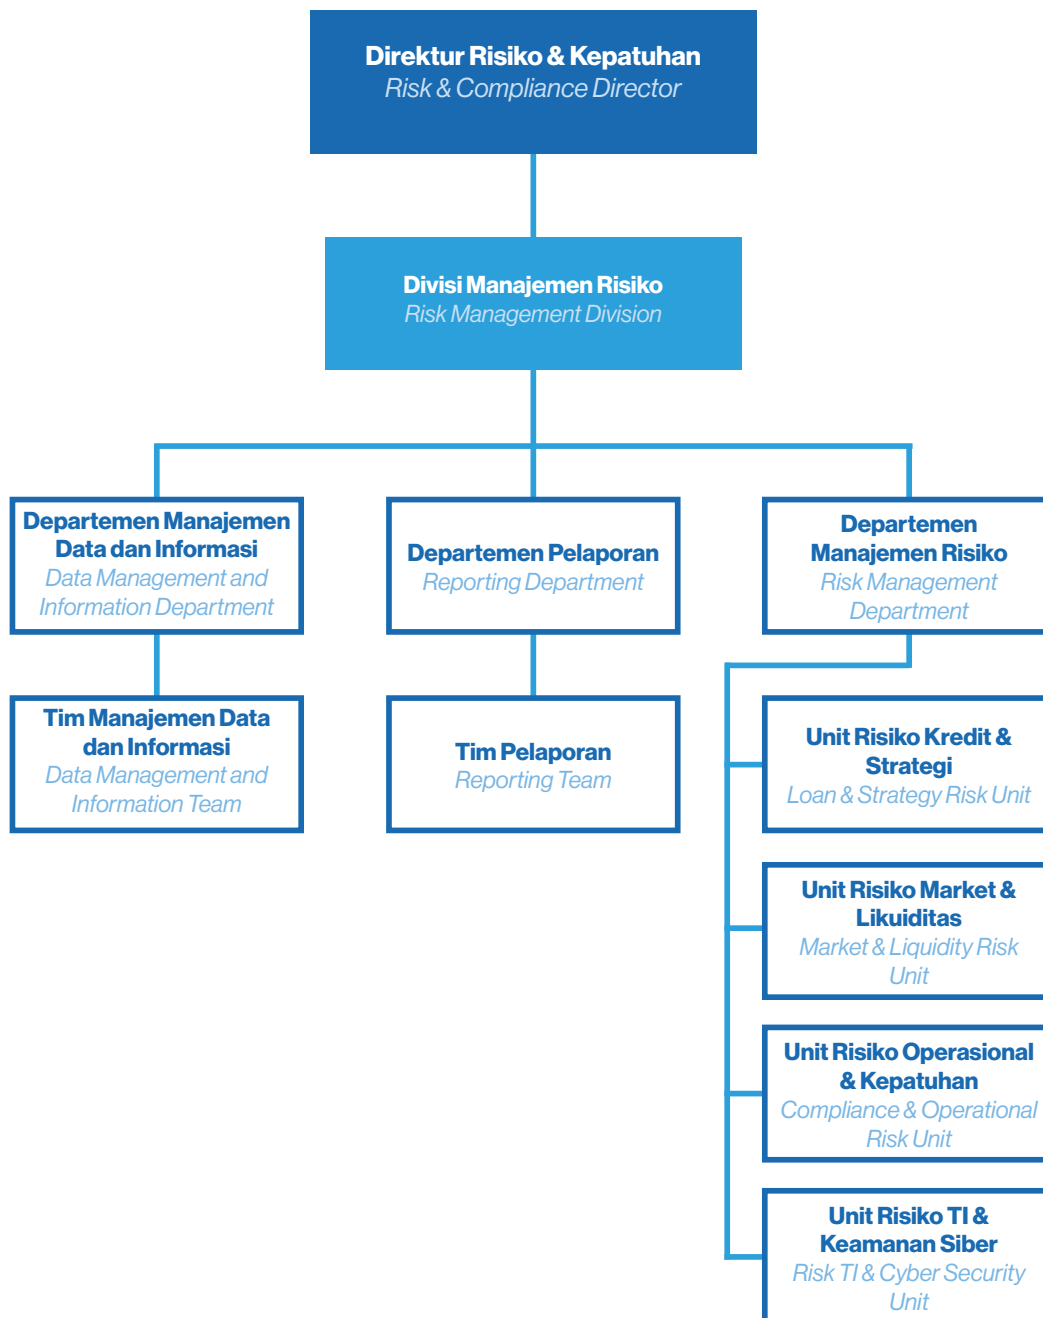 Direktur Risiko & Kepatuhan
Risk & Compliance Director
Divisi Manajemen Risiko
Risk Management Division
Departemen Manajemen
Data dan Informasi
Data Management and
Information Department
Departemen Pelaporan
Reporting Department
Departemen
Manajemen Risiko
Risk Management
Department
Tim Manajemen Data
dan Informasi
Data Management and
Information Team
Tim Pelaporan
Reporting Team
Unit Risiko Kredit &
Strategi
Loan & Strategy Risk Unit
Unit Risiko Market &
Likuiditas
Market & Liquidity Risk
Unit
Unit Risiko Operasional
& Kepatuhan
Compliance & Operational
Risk Unit
Unit Risiko TI &
Keamanan Siber
Risk TI & Cyber Security
Unit